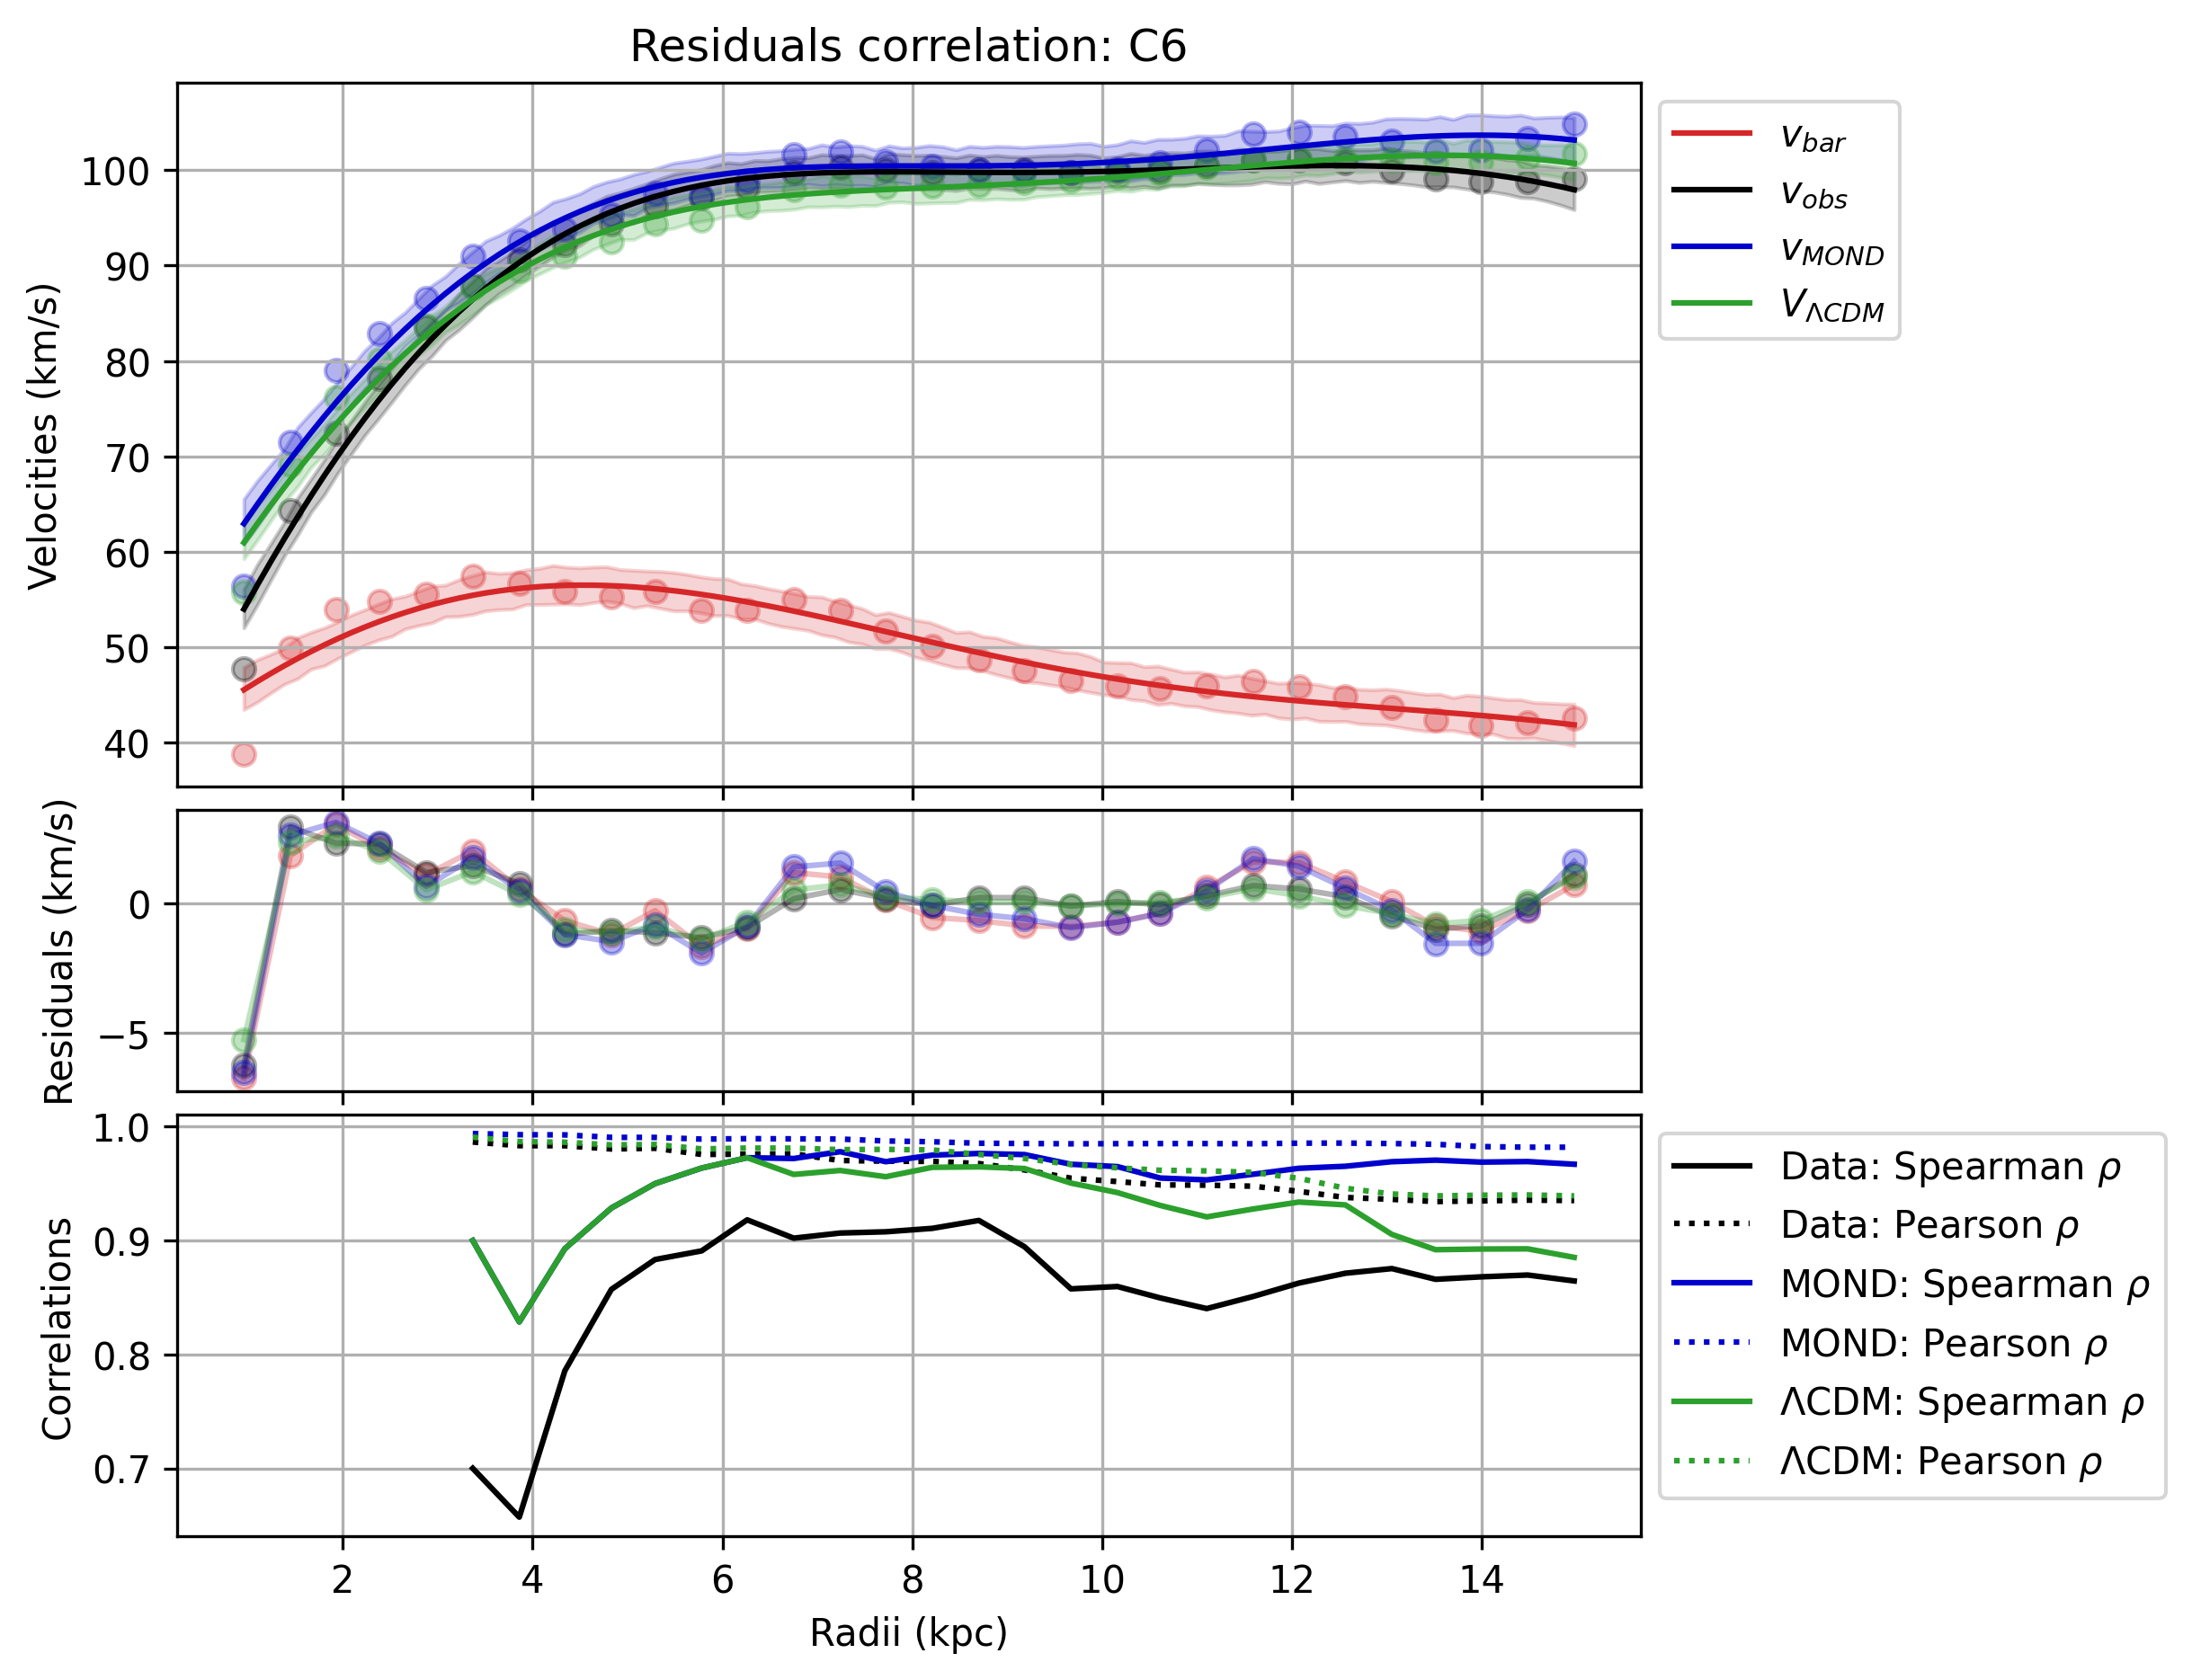 Residuals correlation: C6
Velocities (km/s)
100
90
80
70
60
50
40
v_bar
v_obs
v_MOND
V_ΛCDM
Residuals (km/s)
0
−5
Correlations
1.0
0.9
0.8
0.7
2 4 6 8 10 12 14
Radii (kpc)
Data: Spearman ρ
Data: Pearson ρ
MOND: Spearman ρ
MOND: Pearson ρ
ΛCDM: Spearman ρ
ΛCDM: Pearson ρ